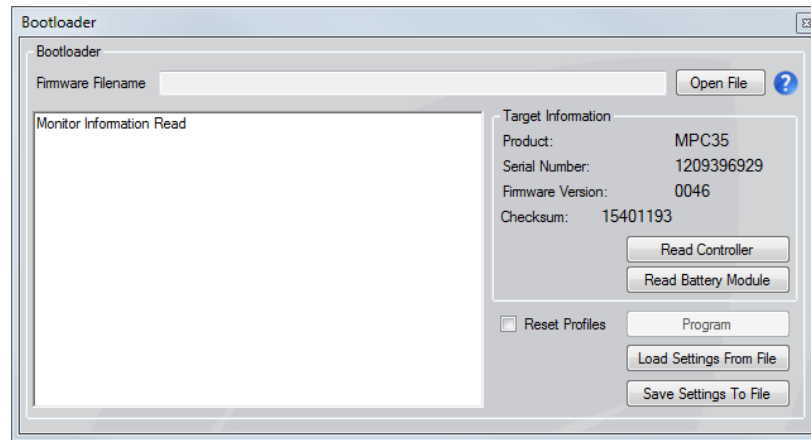 Bootloader
Bootloader
Firmware Filename
Open File
?
Monitor Information Read
Target Information
Product: MPC35
Serial Number: 1209396929
Firmware Version: 0046
Checksum: 15401193
Read Controller
Read Battery Module
Reset Profiles
Program
Load Settings From File
Save Settings To File